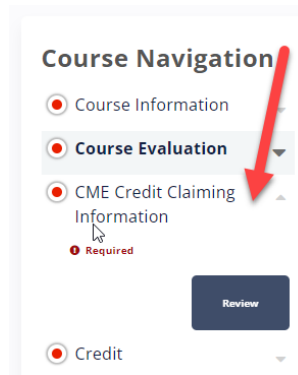 Course Navigation
Course Information
Course Evaluation
CME Credit Claiming
Information
Required
Review
Credit